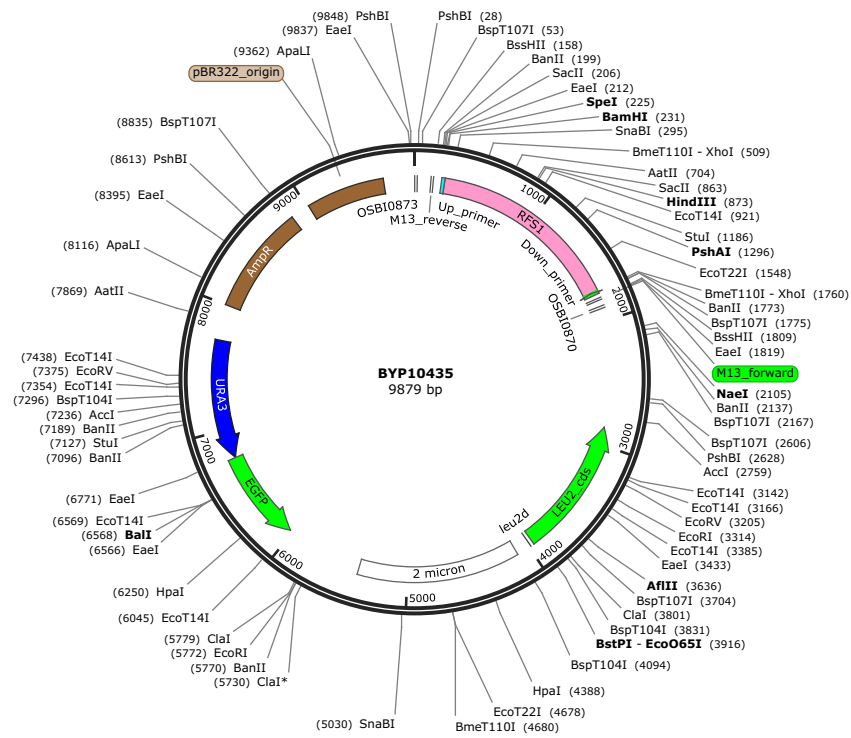 (9848) PshBI
(9837) EaeI
(9362) ApaLI
pBR322_origin
(8835) BspT107I
(8613) PshBI
(8395) EaeI
(8116) ApaLI
(7869) AatII
(7438) EcoT14I
(7375) EcoRV
(7354) EcoT14I
(7296) BspT104I
(7236) AccI
(7189) BanII
(7127) StuI
(7096) BanII
(6771) EaeI
(6569) EcoT14I
(6568) BalI
(6566) EaeI
(6250) HpaI
(6045) EcoT14I
(5779) ClaI
(5772) EcoRI
(5770) BanII
(5730) ClaI*
(5030) SnaBI
PshBI (28)
BspT107I (53)
BssHII (158)
BanII (199)
SacII (206)
EaeI (212)
SpeI (225)
BamHI (231)
SnaBI (295)
BmeT110I - XhoI (509)
AatII (704)
SacII (863)
HindIII (873)
EcoT14I (921)
StuI (1186)
PshAI (1296)
EcoT22I (1548)
BmeT110I - XhoI (1760)
BanII (1773)
BspT107I (1775)
BssHII (1809)
EaeI (1819)
M13_forward
NaeI (2105)
BanII (2137)
BspT107I (2167)
BspT107I (2606)
PshBI (2628)
AccI (2759)
EcoT14I (3142)
EcoT14I (3166)
EcoRV (3205)
EcoRI (3314)
EcoT14I (3385)
EaeI (3433)
AflII (3636)
BspT107I (3704)
ClaI (3801)
BspT104I (3831)
BstPI - EcoO65I (3916)
BspT104I (4094)
HpaI (4388)
EcoT22I (4678)
BmeT110I (4680)
1000
2000
3000
4000
5000
6000
7000
8000
9000
OSBI0873
M13_reverse
Up_primer
RFS1
Down_primer
OSBI0870
LEU2_cds
leu2d
2 micron
EGFP
URA3
AmpR
BYP10435
9879 bp